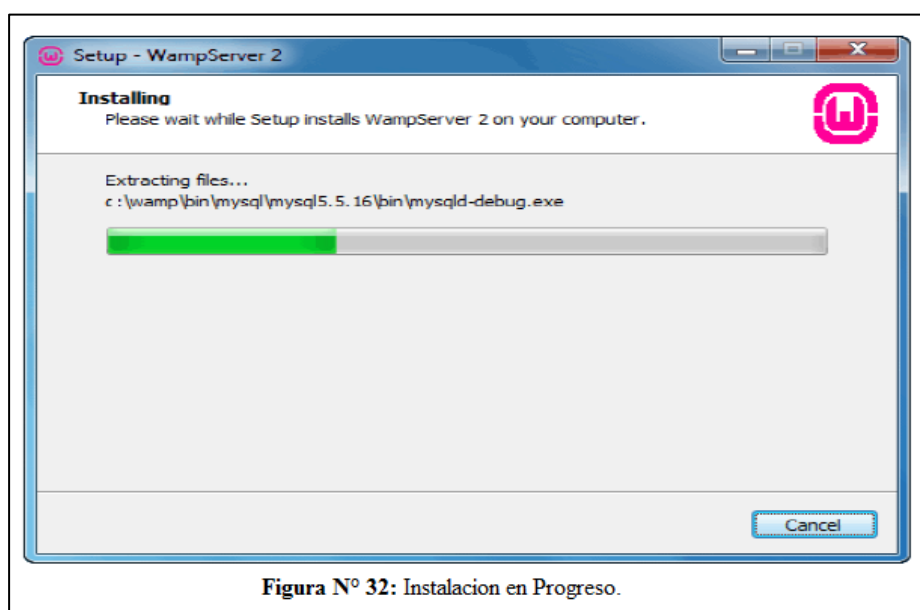 Setup - WampServer 2
Installing
Please wait while Setup installs WampServer 2 on your computer.
Extracting files...
c:\wamp\bin\mysql\mysql5.5.16\bin\mysqld-debug.exe
Cancel
Figura N° 32: Instalacion en Progreso.